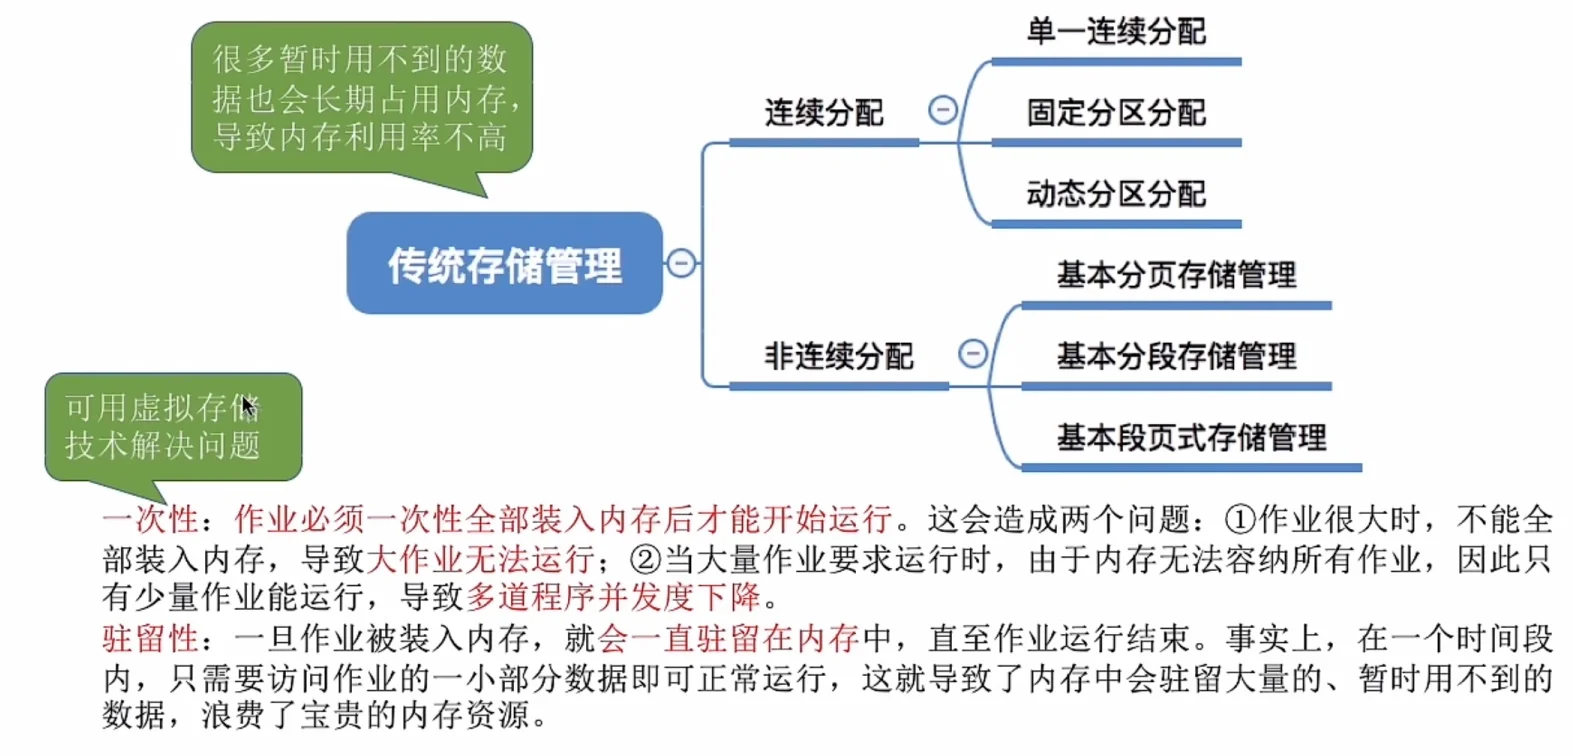 很多暂时用不到的数
据也会长期占用内存，
导致内存利用率不高
传统存储管理
连续分配
单一连续分配
固定分区分配
动态分区分配
非连续分配
基本分页存储管理
基本分段存储管理
基本段页式存储管理
可用虚拟存储
技术解决问题
一次性：作业必须一次性全部装入内存后才能开始运行。这会造成两个问题：①作业很大时，不能全
部装入内存，导致大作业无法运行；②当大量作业要求运行时，由于内存无法容纳所有作业，因此只
有少量作业能运行，导致多道程序并发度下降。
驻留性：一旦作业被装入内存，就会一直驻留在内存中，直至作业运行结束。事实上，在一个时间段
内，只需要访问作业的一小部分数据即可正常运行，这就导致了内存中会驻留大量的、暂时用不到的
数据，浪费了宝贵的内存资源。